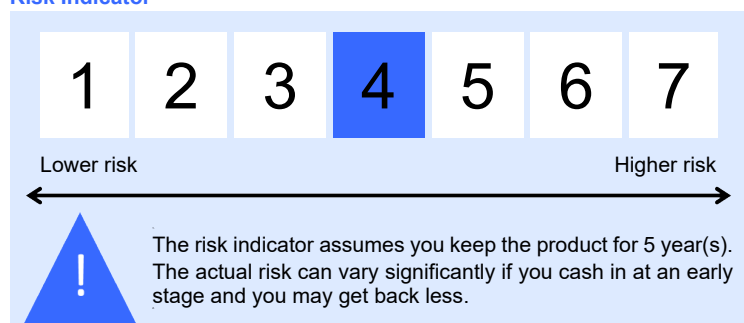 Risk Indicator
1 2 3 4 5 6 7
Lower risk Higher risk
!
The risk indicator assumes you keep the product for 5 year(s).
The actual risk can vary significantly if you cash in at an early
stage and you may get back less.